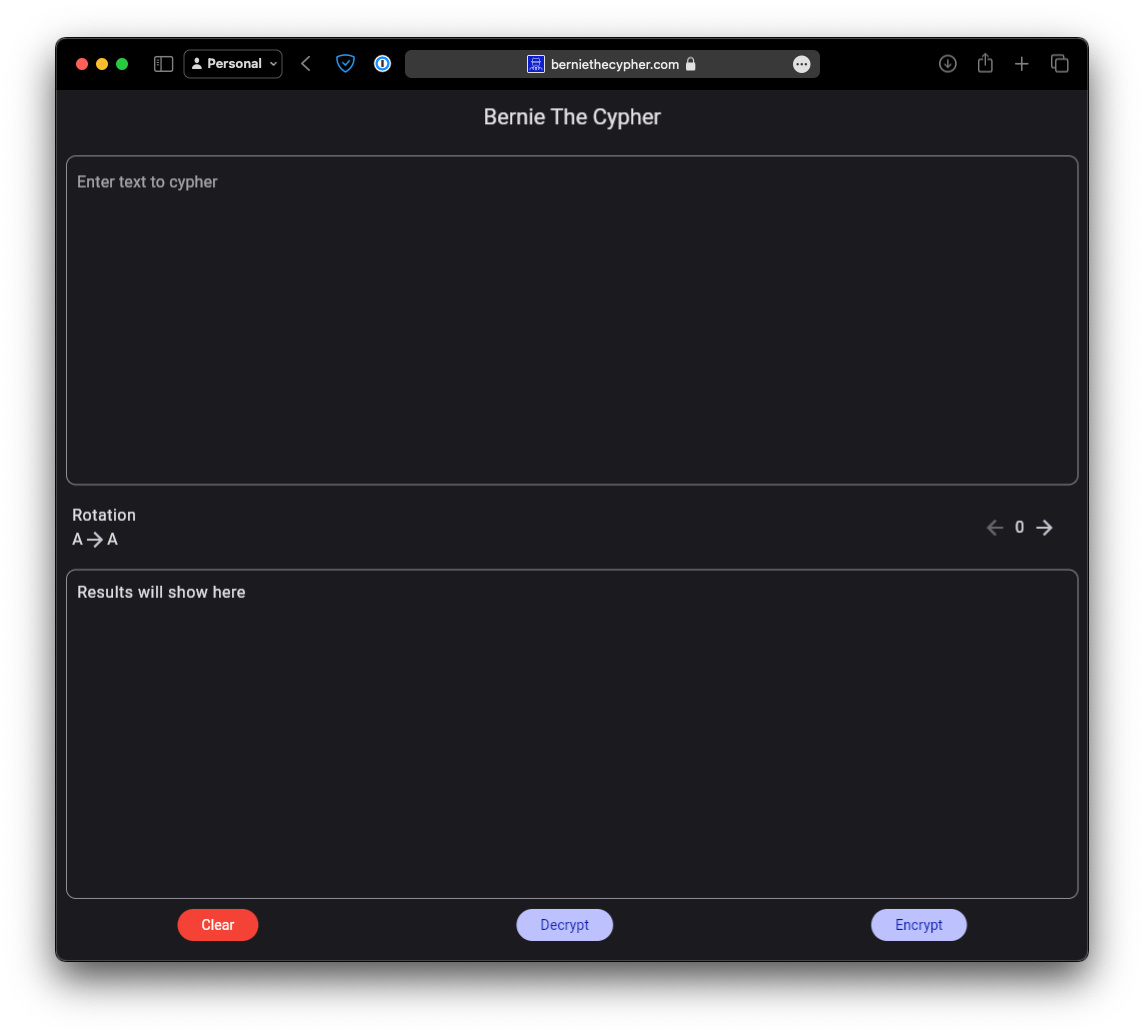 Personal
berniethecypher.com
Bernie The Cypher
Enter text to cypher
Rotation
A → A
← 0 →
Results will show here
Clear Decrypt Encrypt